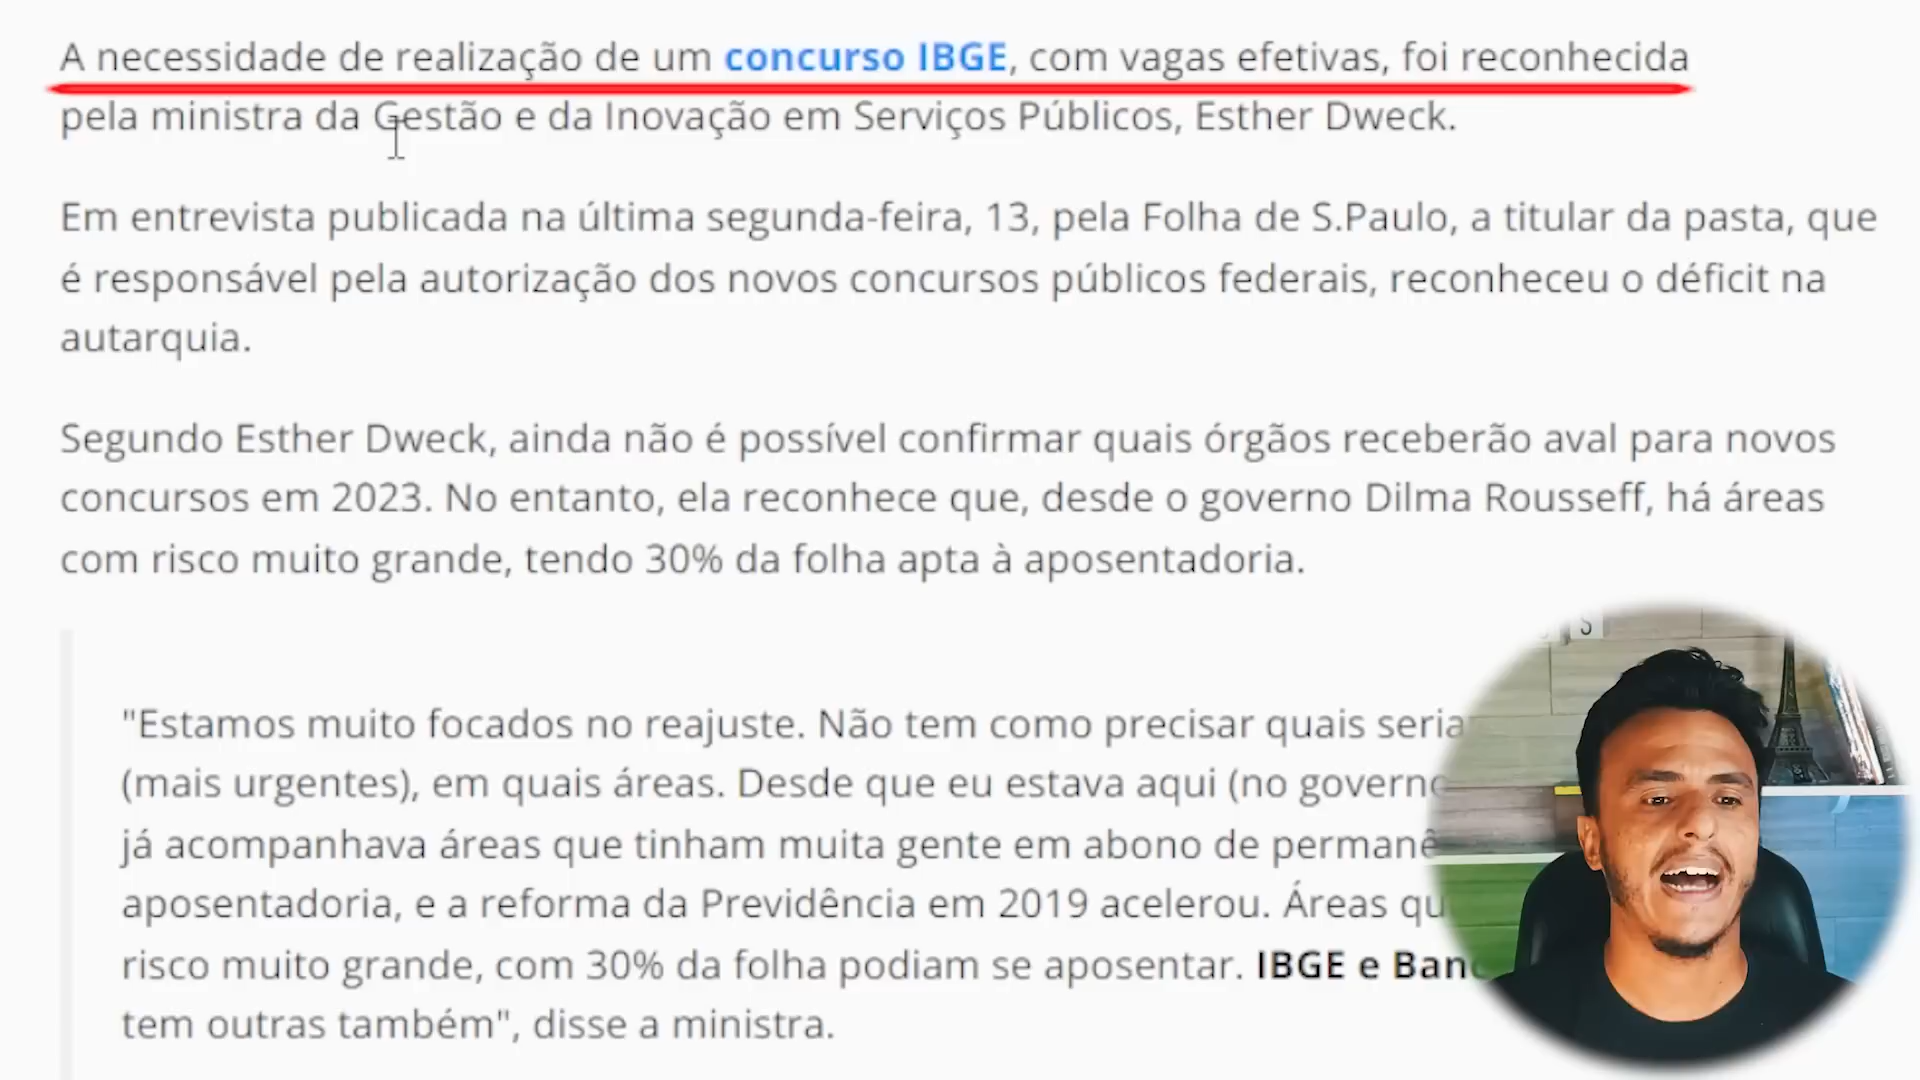 A necessidade de realização de um concurso IBGE, com vagas efetivas, foi reconhecida
pela ministra da Gestão e da Inovação em Serviços Públicos, Esther Dweck.
Em entrevista publicada na última segunda-feira, 13, pela Folha de S.Paulo, a titular da pasta, que
é responsável pela autorização dos novos concursos públicos federais, reconheceu o déficit na
autarquia.
Segundo Esther Dweck, ainda não é possível confirmar quais órgãos receberão aval para novos
concursos em 2023. No entanto, ela reconhece que, desde o governo Dilma Rousseff, há áreas
com risco muito grande, tendo 30% da folha apta à aposentadoria.
"Estamos muito focados no reajuste. Não tem como precisar quais
(mais urgentes), em quais áreas. Desde que eu estava aqui (no
já acompanhava áreas que tinham muita gente em abono de
aposentadoria, e a reforma da Previdência em 2019 acelerou. Áreas
risco muito grande, com 30% da folha podiam se aposentar. IBGE e
tem outras também", disse a ministra.
S